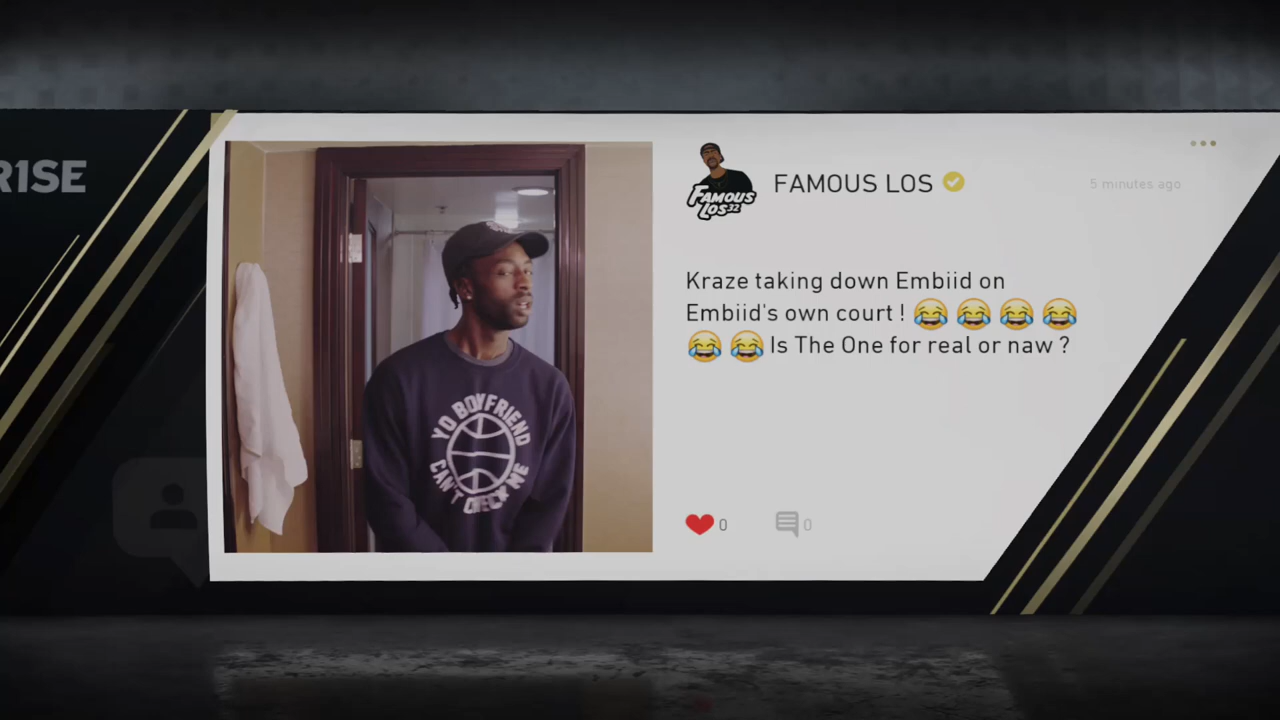 R1SE
FAMOUS LOS
5 minutes ago
FAMOUS
LOS32
Kraze taking down Embiid on
Embiid's own court ! 😂 😂 😂 😂
😂 😂 Is The One for real or naw ?
YO BOYFRIEND
CAN'T CHECK ME
0
0